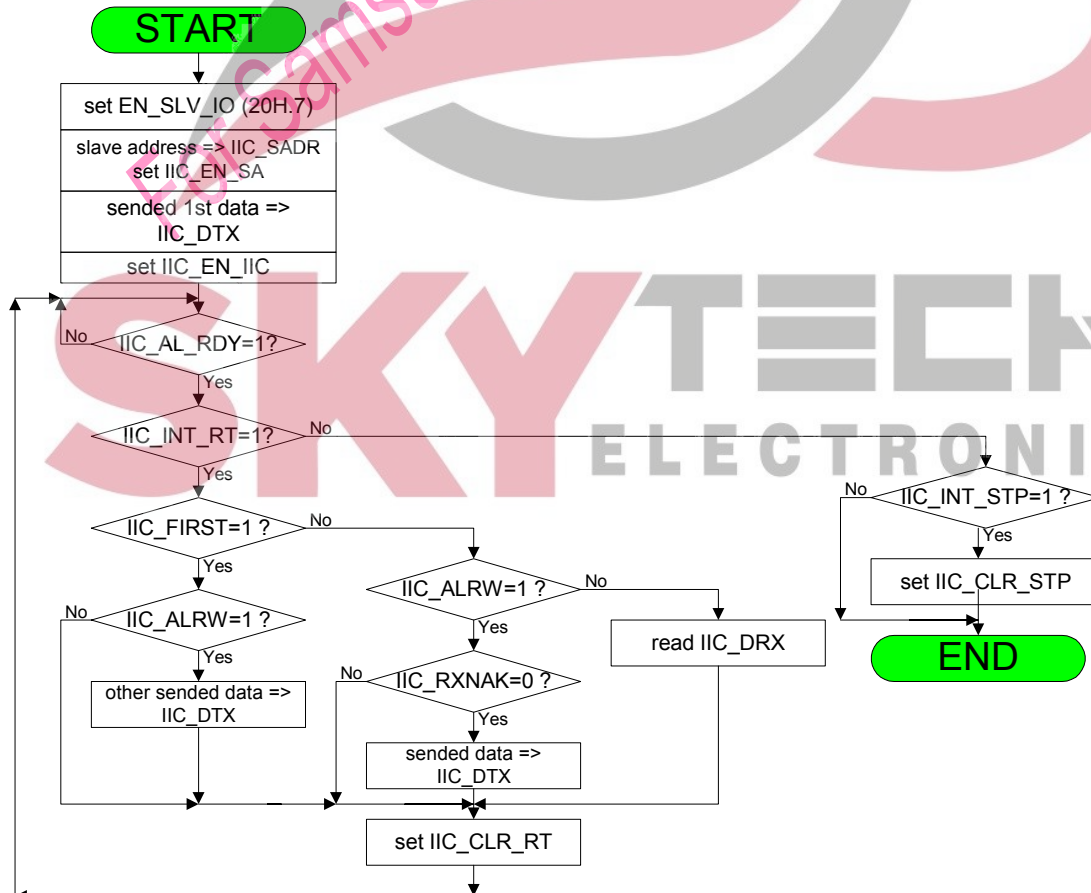 START
set EN_SLV_IO (20H.7)
slave address => IIC_SADR
set IIC_EN_SA
sended 1st data =>
IIC_DTX
set IIC_EN_IIC
No
IIC_AL_RDY=1?
Yes
IIC_INT_RT=1?
No
Yes
IIC_FIRST=1 ?
No
Yes
IIC_ALRW=1 ?
No
Yes
other sended data =>
IIC_DTX
IIC_ALRW=1 ?
No
Yes
IIC_RXNAK=0 ?
No
Yes
sended data =>
IIC_DTX
read IIC_DRX
set IIC_CLR_RT
No
IIC_INT_STP=1 ?
Yes
set IIC_CLR_STP
END
For
SKY
ELECTRONI